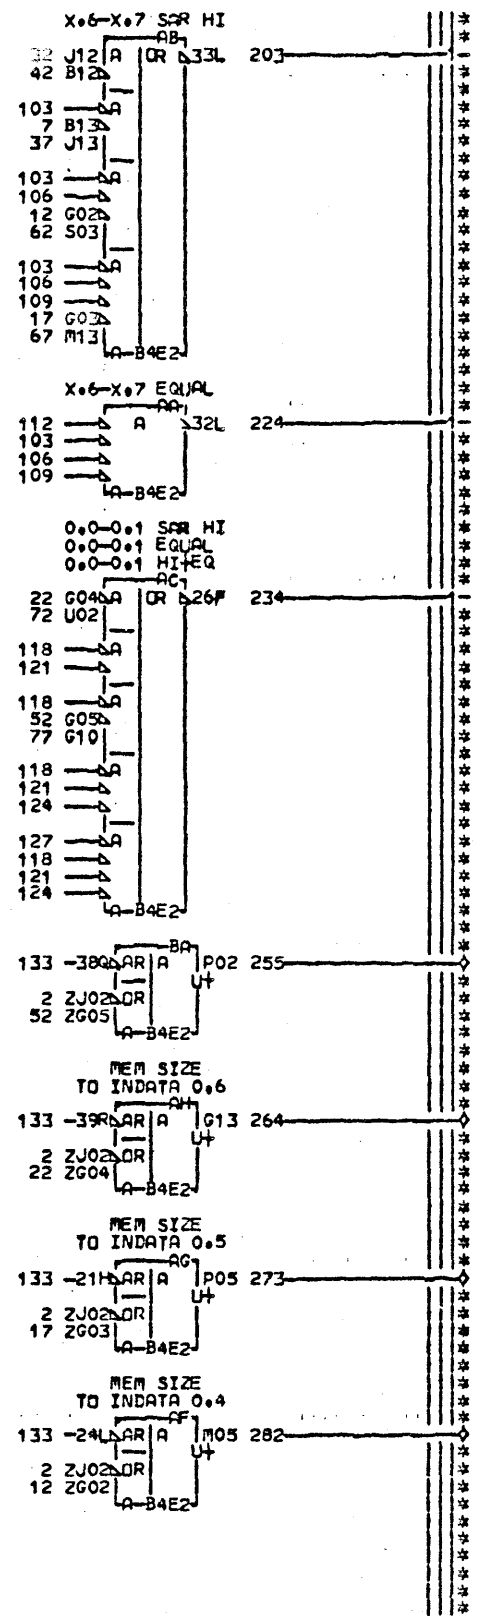 X.6-X.7 SAR HI
AB
32 J12 A OR 33L 203
42 B12
103 A
7 B13
37 J13
103 A
106
12 G02
62 S03
103 A
106
109
17 G03
67 M13
A-B4E2
X.6-X.7 EQUAL
AA
112 A 32L 224
103
106
109
A-B4E2
0.0-0.1 SAR HI
0.0-0.1 EQUAL
0.0-0.1 HI+EQ
AC
22 G04 A OR 26P 234
72 U02
118 A
121
118 A
52 G05
77 G10
118 A
121
124
127 A
118
121
124
A-B4E2
BA
133 -38Q AR A P02 255
U+
2 ZJ02 OR
52 ZG05
A-B4E2
MEM SIZE
TO INDATA 0.6
AH
133 -39R AR A G13 264
U+
2 ZJ02 OR
22 ZG04
A-B4E2
MEM SIZE
TO INDATA 0.5
AG
133 -21H AR A P05 273
U+
2 ZJ02 OR
17 ZG03
A-B4E2
MEM SIZE
TO INDATA 0.4
AF
133 -24L AR A M05 282
U+
2 ZJ02 OR
12 ZG02
A-B4E2